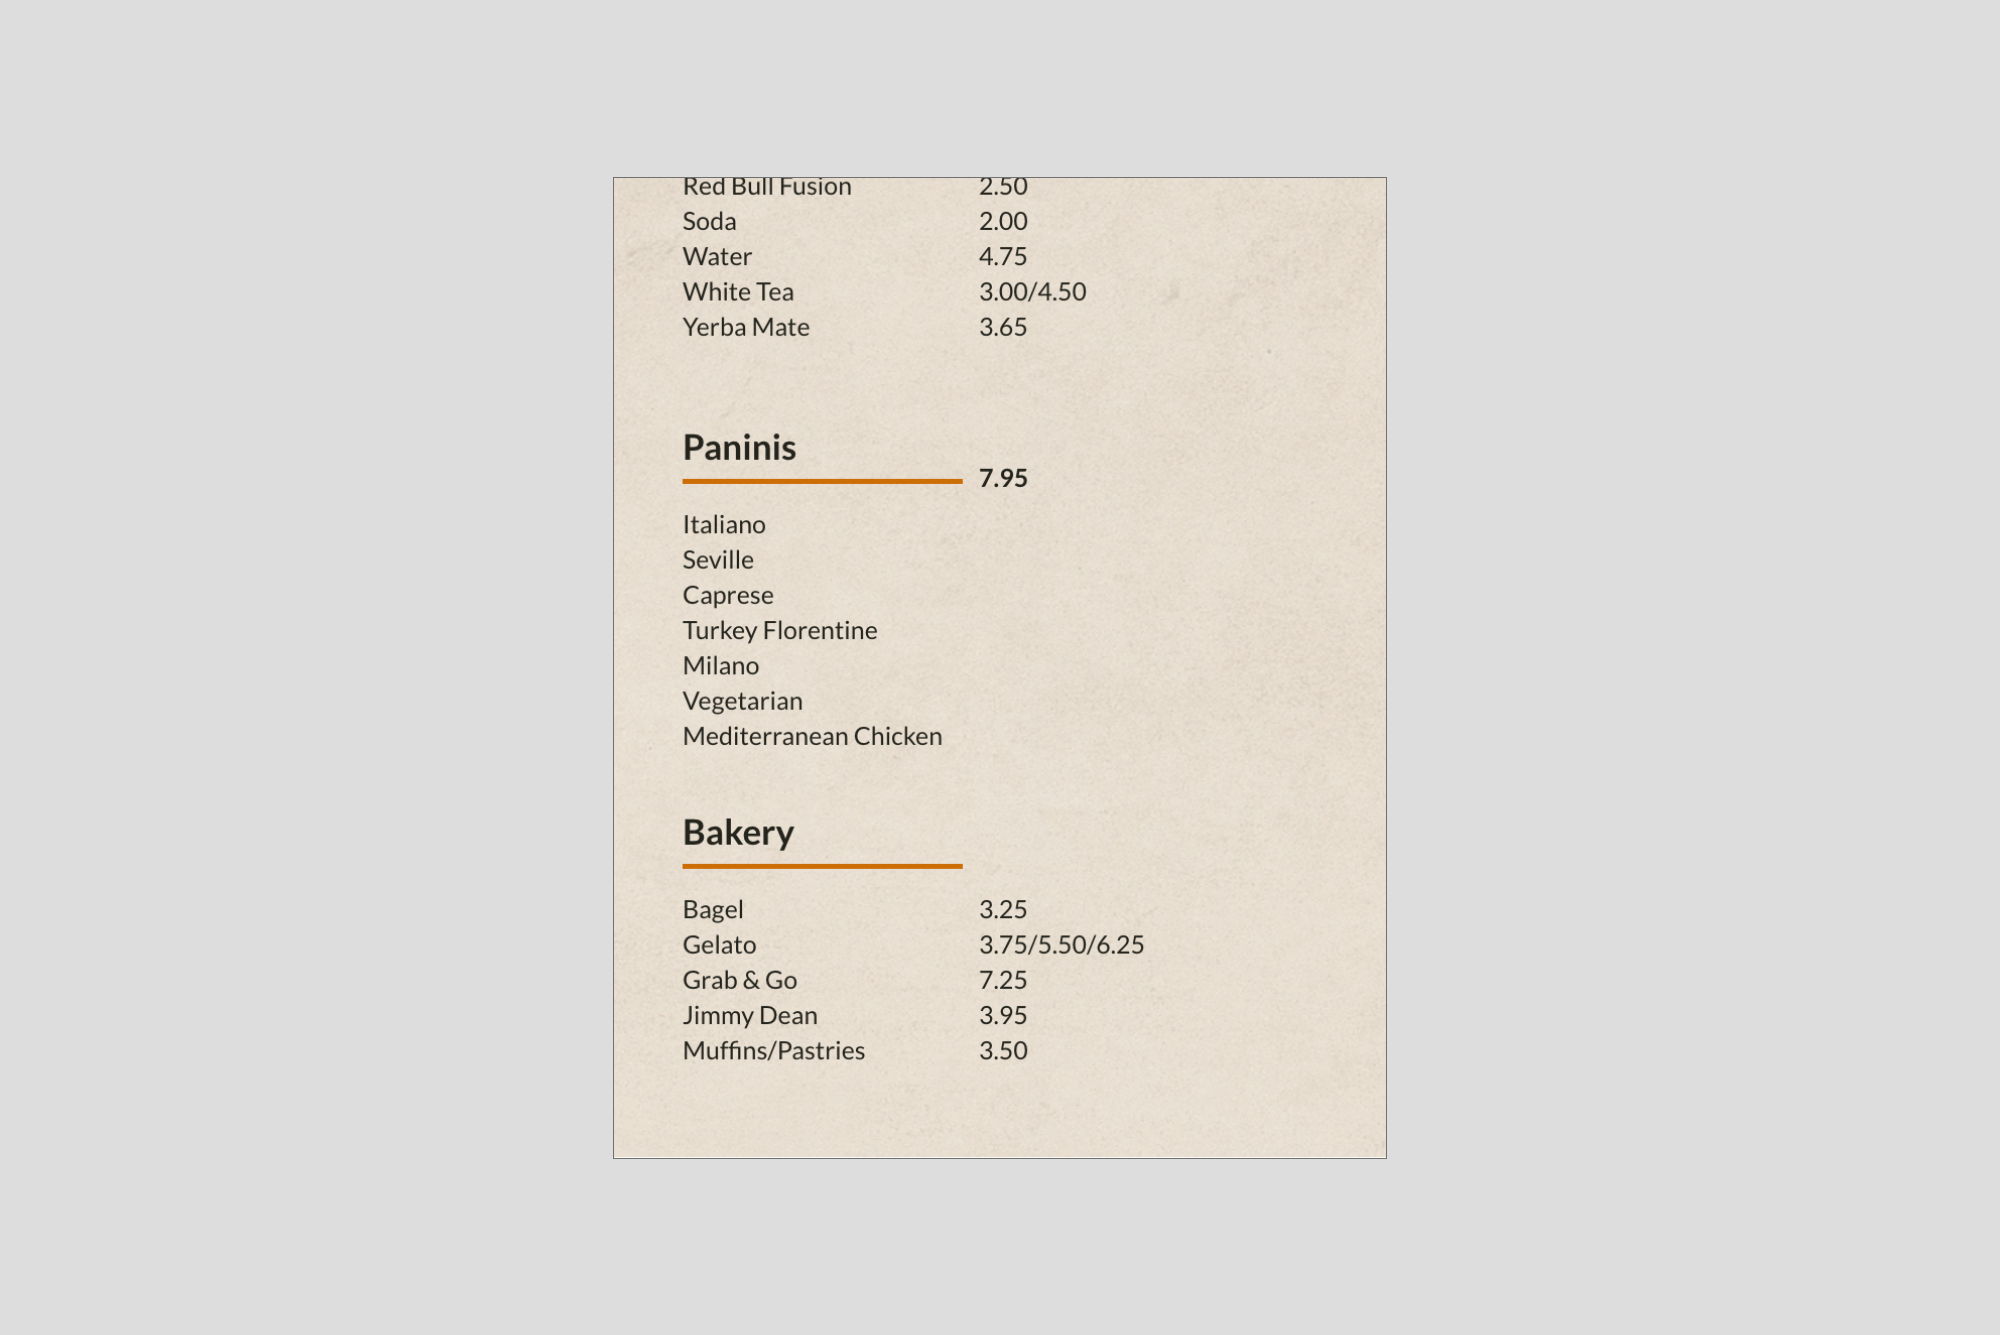 Red Bull Fusion 2.50
Soda 2.00
Water 4.75
White Tea 3.00/4.50
Yerba Mate 3.65
Paninis 7.95
Italiano
Seville
Caprese
Turkey Florentine
Milano
Vegetarian
Mediterranean Chicken
Bakery
Bagel 3.25
Gelato 3.75/5.50/6.25
Grab & Go 7.25
Jimmy Dean 3.95
Muffins/Pastries 3.50